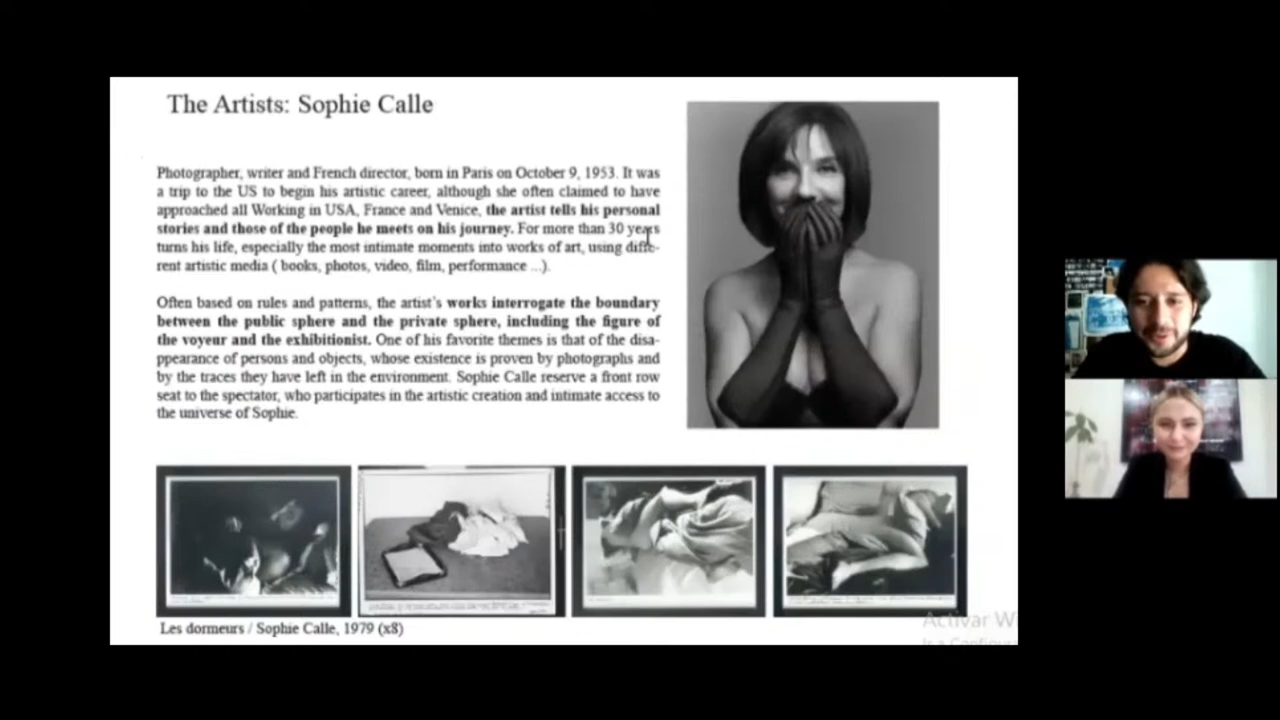 The Artists: Sophie Calle
Photographer, writer and French director, born in Paris on October 9, 1953. It was
a trip to the US to begin his artistic career, although she often claimed to have
approached all Working in USA, France and Venice, the artist tells his personal
stories and those of the people he meets on his journey. For more than 30 years
turns his life, especially the most intimate moments into works of art, using diffe-
rent artistic media ( books, photos, video, film, performance ...).
Often based on rules and patterns, the artist's works interrogate the boundary
between the public sphere and the private sphere, including the figure of
the voyeur and the exhibitionist. One of his favorite themes is that of the disa-
ppearance of persons and objects, whose existence is proven by photographs and
by the traces they have left in the environment. Sophie Calle reserve a front row
seat to the spectator, who participates in the artistic creation and intimate access to
the universe of Sophie.
Les dormeurs / Sophie Calle, 1979 (x8)
Activar W